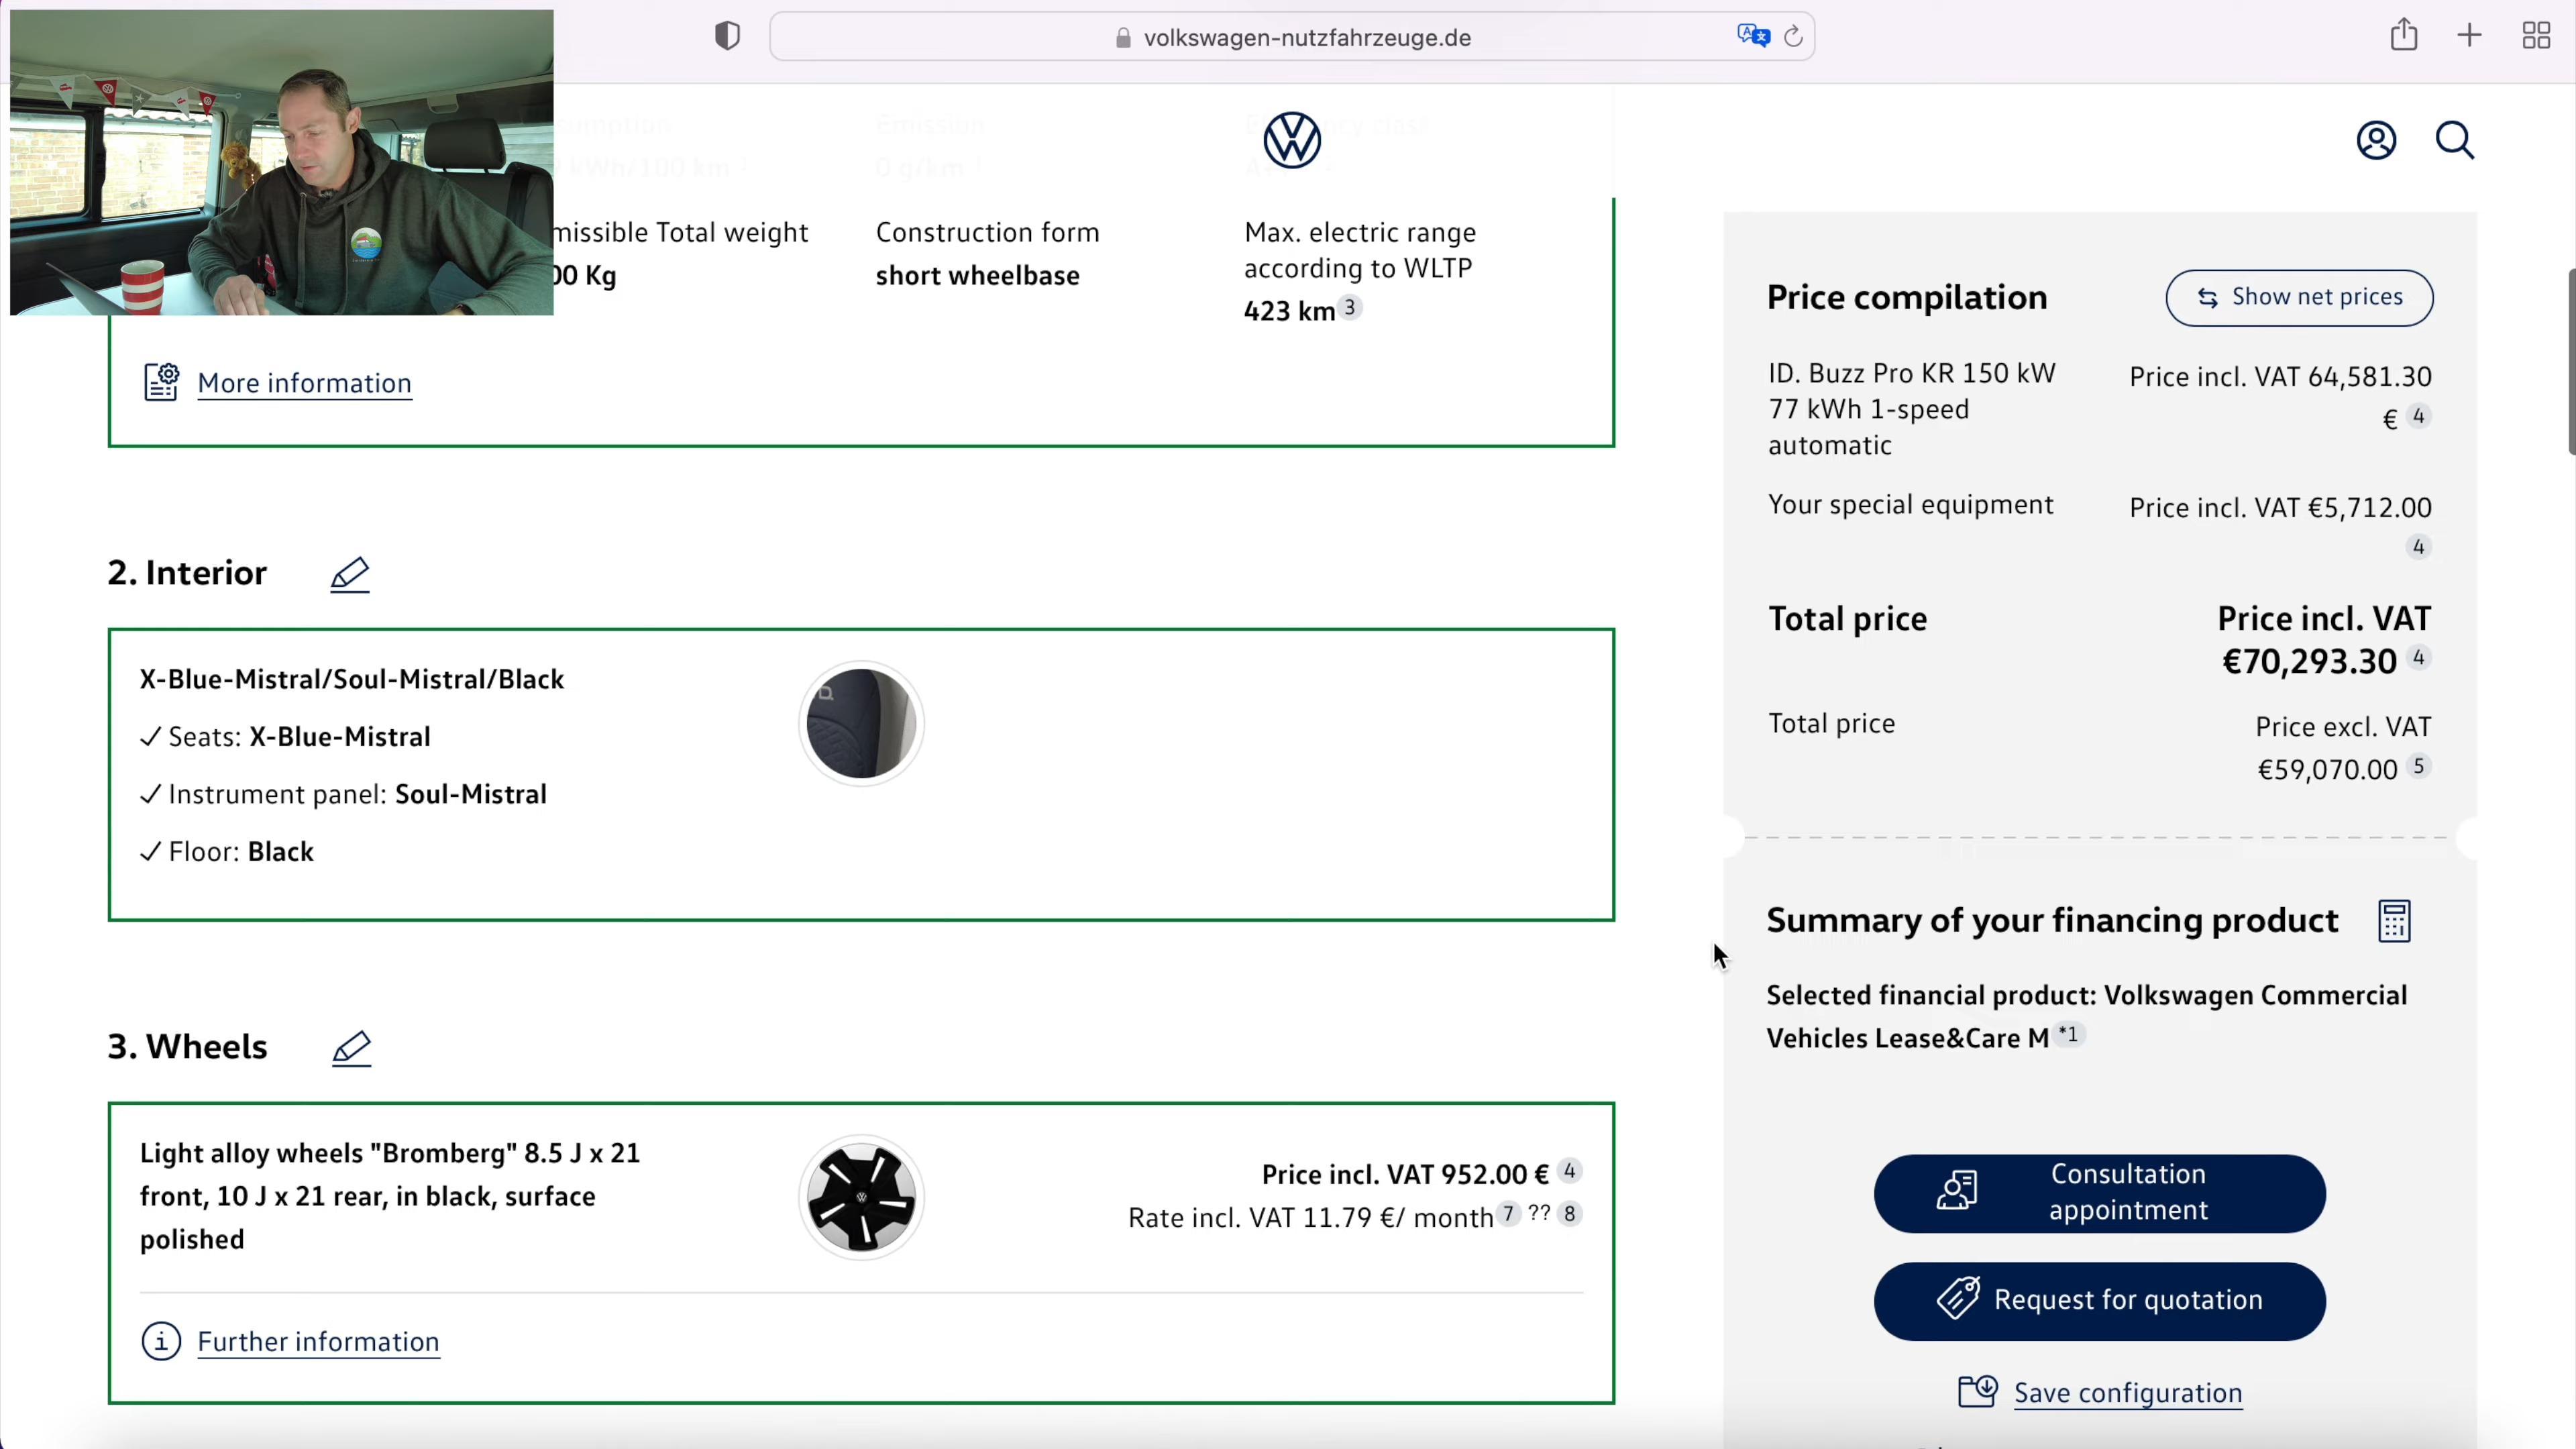 volkswagen-nutzfahrzeuge.de
Emission
0 g/km
kWh/100 km
missible Total weight
00 Kg
Construction form
short wheelbase
Max. electric range
according to WLTP
423 km 3
More information
2. Interior
X-Blue-Mistral/Soul-Mistral/Black
Seats: X-Blue-Mistral
Instrument panel: Soul-Mistral
Floor: Black
3. Wheels
Light alloy wheels "Bromberg" 8.5 J x 21
front, 10 J x 21 rear, in black, surface
polished
Price incl. VAT 952.00 € 4
Rate incl. VAT 11.79 €/ month 7 ?? 8
Further information
Price compilation
Show net prices
ID. Buzz Pro KR 150 kW
77 kWh 1-speed
automatic
Price incl. VAT 64,581.30
€ 4
Your special equipment
Price incl. VAT €5,712.00
4
Total price
Price incl. VAT
€70,293.30 4
Total price
Price excl. VAT
€59,070.00 5
Summary of your financing product
Selected financial product: Volkswagen Commercial
Vehicles Lease&Care M *1
Consultation
appointment
Request for quotation
Save configuration